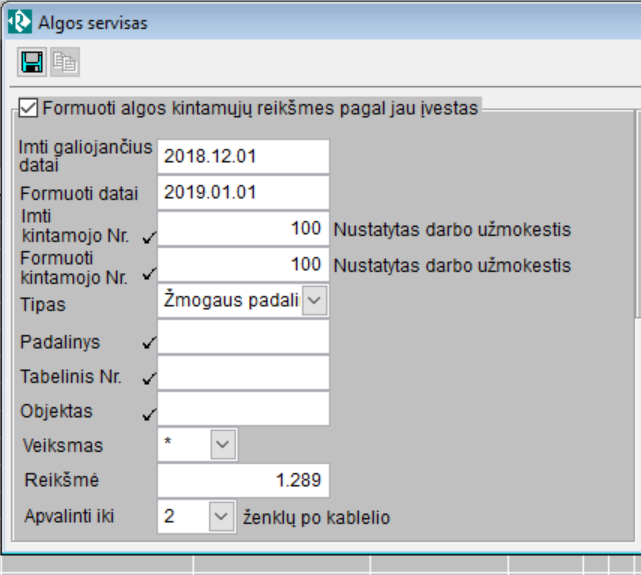 Algos servisas
Formuoti algos kintamųjų reikšmes pagal jau įvestas
Imti galiojančius
datai
2018.12.01
Formuoti datai 2019.01.01
Imti
kintamojo Nr. 100 Nustatytas darbo užmokestis
Formuoti
kintamojo Nr. 100 Nustatytas darbo užmokestis
Tipas Žmogaus padali
Padalinys
Tabelinis Nr.
Objektas
Veiksmas *
Reikšmė 1.289
Apvalinti iki 2 ženklų po kablelio